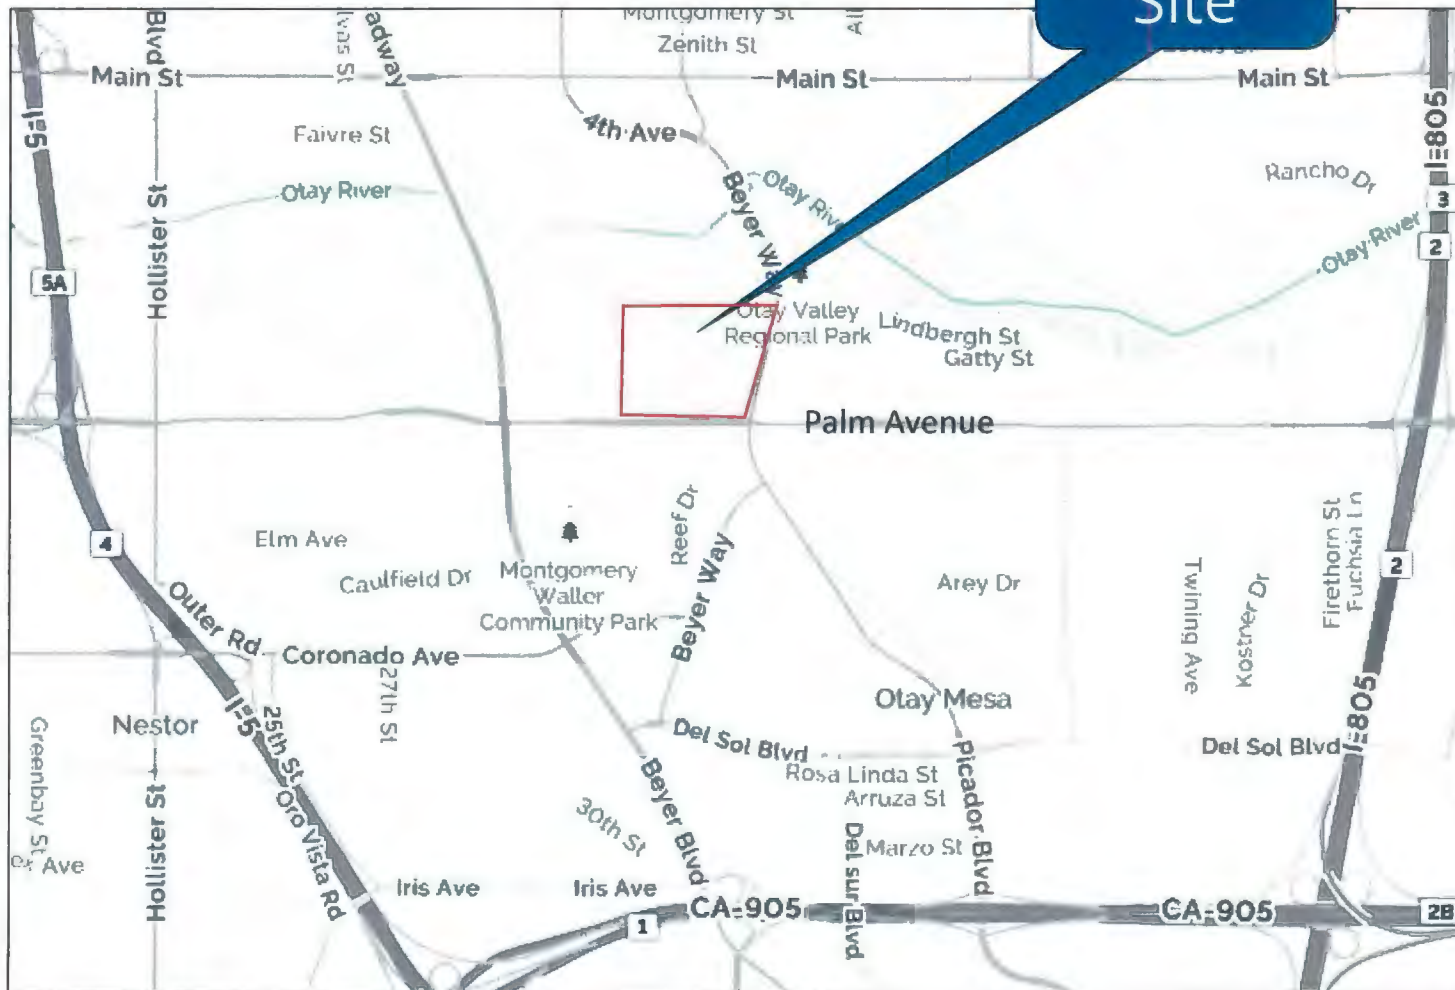 Montgomery St
Site
Blvd
Zenith St
Main St
Main St
Main St
I-5
I-805
Faivre St
4th Ave
Rancho Dr
Otay River
Beyer Way
Otay River
Otay River
3
2
5A
Hollister St
Otay Valley
Regional Park
Lindbergh St
Gatty St
Palm Avenue
4
Elm Ave
Reef Dr
Firethorn St
Fuchsia Ln
2
Caulfield Dr
Montgomery
Waller
Community Park
Beyer Way
Arey Dr
Twining Ave
Kostner Dr
Outer Rd
Coronado Ave
27th St
Otay Mesa
I-5
I-805
Nestor
25th St
Del Sol Blvd
Del Sol Blvd
Greenbay St
Rosa Linda St
Arruza St
Picador Blvd
Oro Vista Rd
Beyer Blvd
30th St
Hollister St
Del sur Blvd
Marzo St
Ave
Iris Ave
Iris Ave
CA-905
CA-905
1
2B